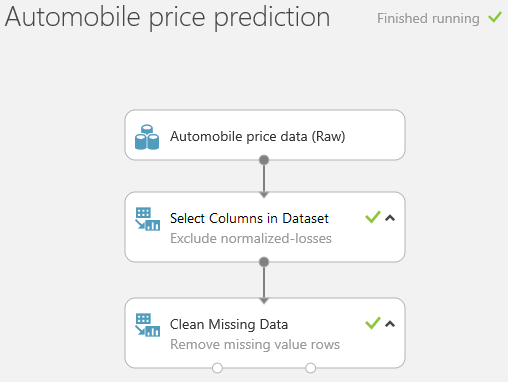 Automobile price prediction
Finished running
Automobile price data (Raw)
Select Columns in Dataset
Exclude normalized-losses
Clean Missing Data
Remove missing value rows